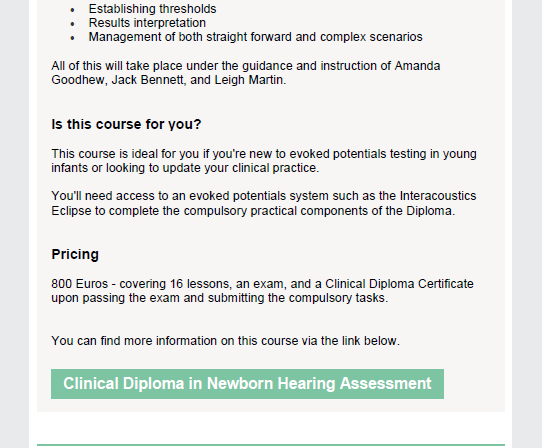 • Establishing thresholds
• Results interpretation
• Management of both straight forward and complex scenarios
All of this will take place under the guidance and instruction of Amanda
Goodhew, Jack Bennett, and Leigh Martin.
Is this course for you?
This course is ideal for you if you're new to evoked potentials testing in young
infants or looking to update your clinical practice.
You'll need access to an evoked potentials system such as the Interacoustics
Eclipse to complete the compulsory practical components of the Diploma.
Pricing
800 Euros - covering 16 lessons, an exam, and a Clinical Diploma Certificate
upon passing the exam and submitting the compulsory tasks.
You can find more information on this course via the link below.
Clinical Diploma in Newborn Hearing Assessment